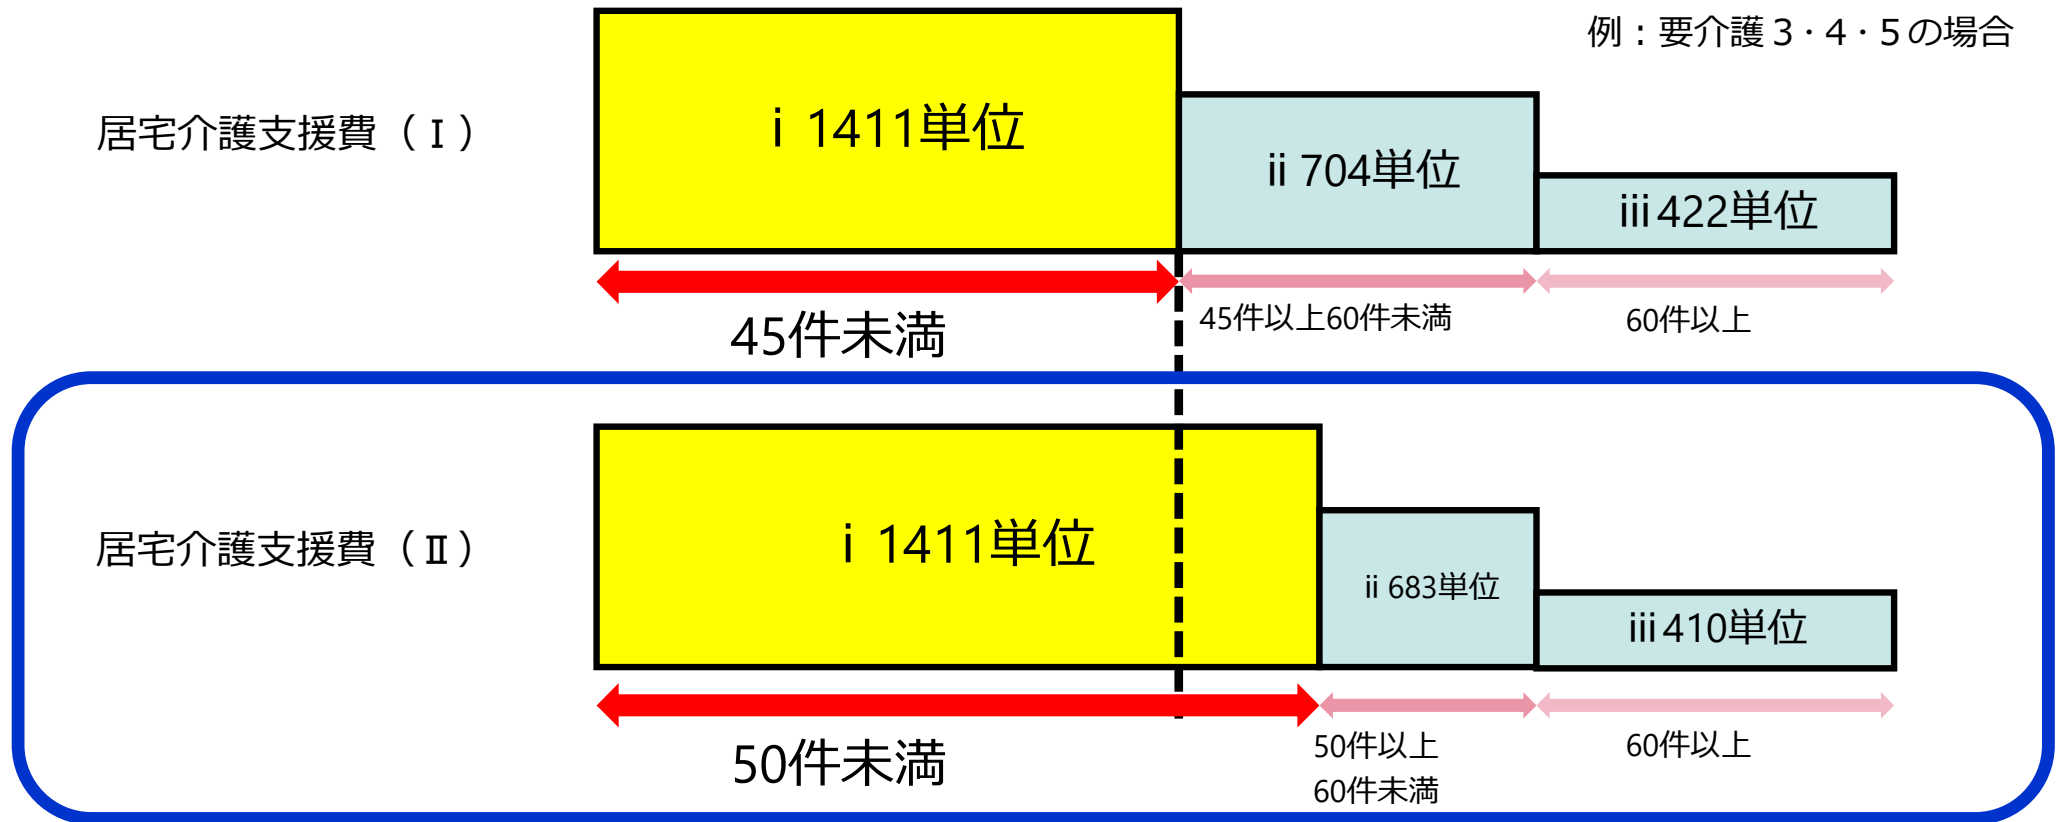 例：要介護３・４・５の場合
居宅介護支援費（Ⅰ）
ⅰ 1411単位
ⅱ 704単位
ⅲ 422単位
45件未満
45件以上60件未満
60件以上
居宅介護支援費（Ⅱ）
ⅰ 1411単位
ⅱ 683単位
ⅲ 410単位
50件未満
50件以上
60件未満
60件以上